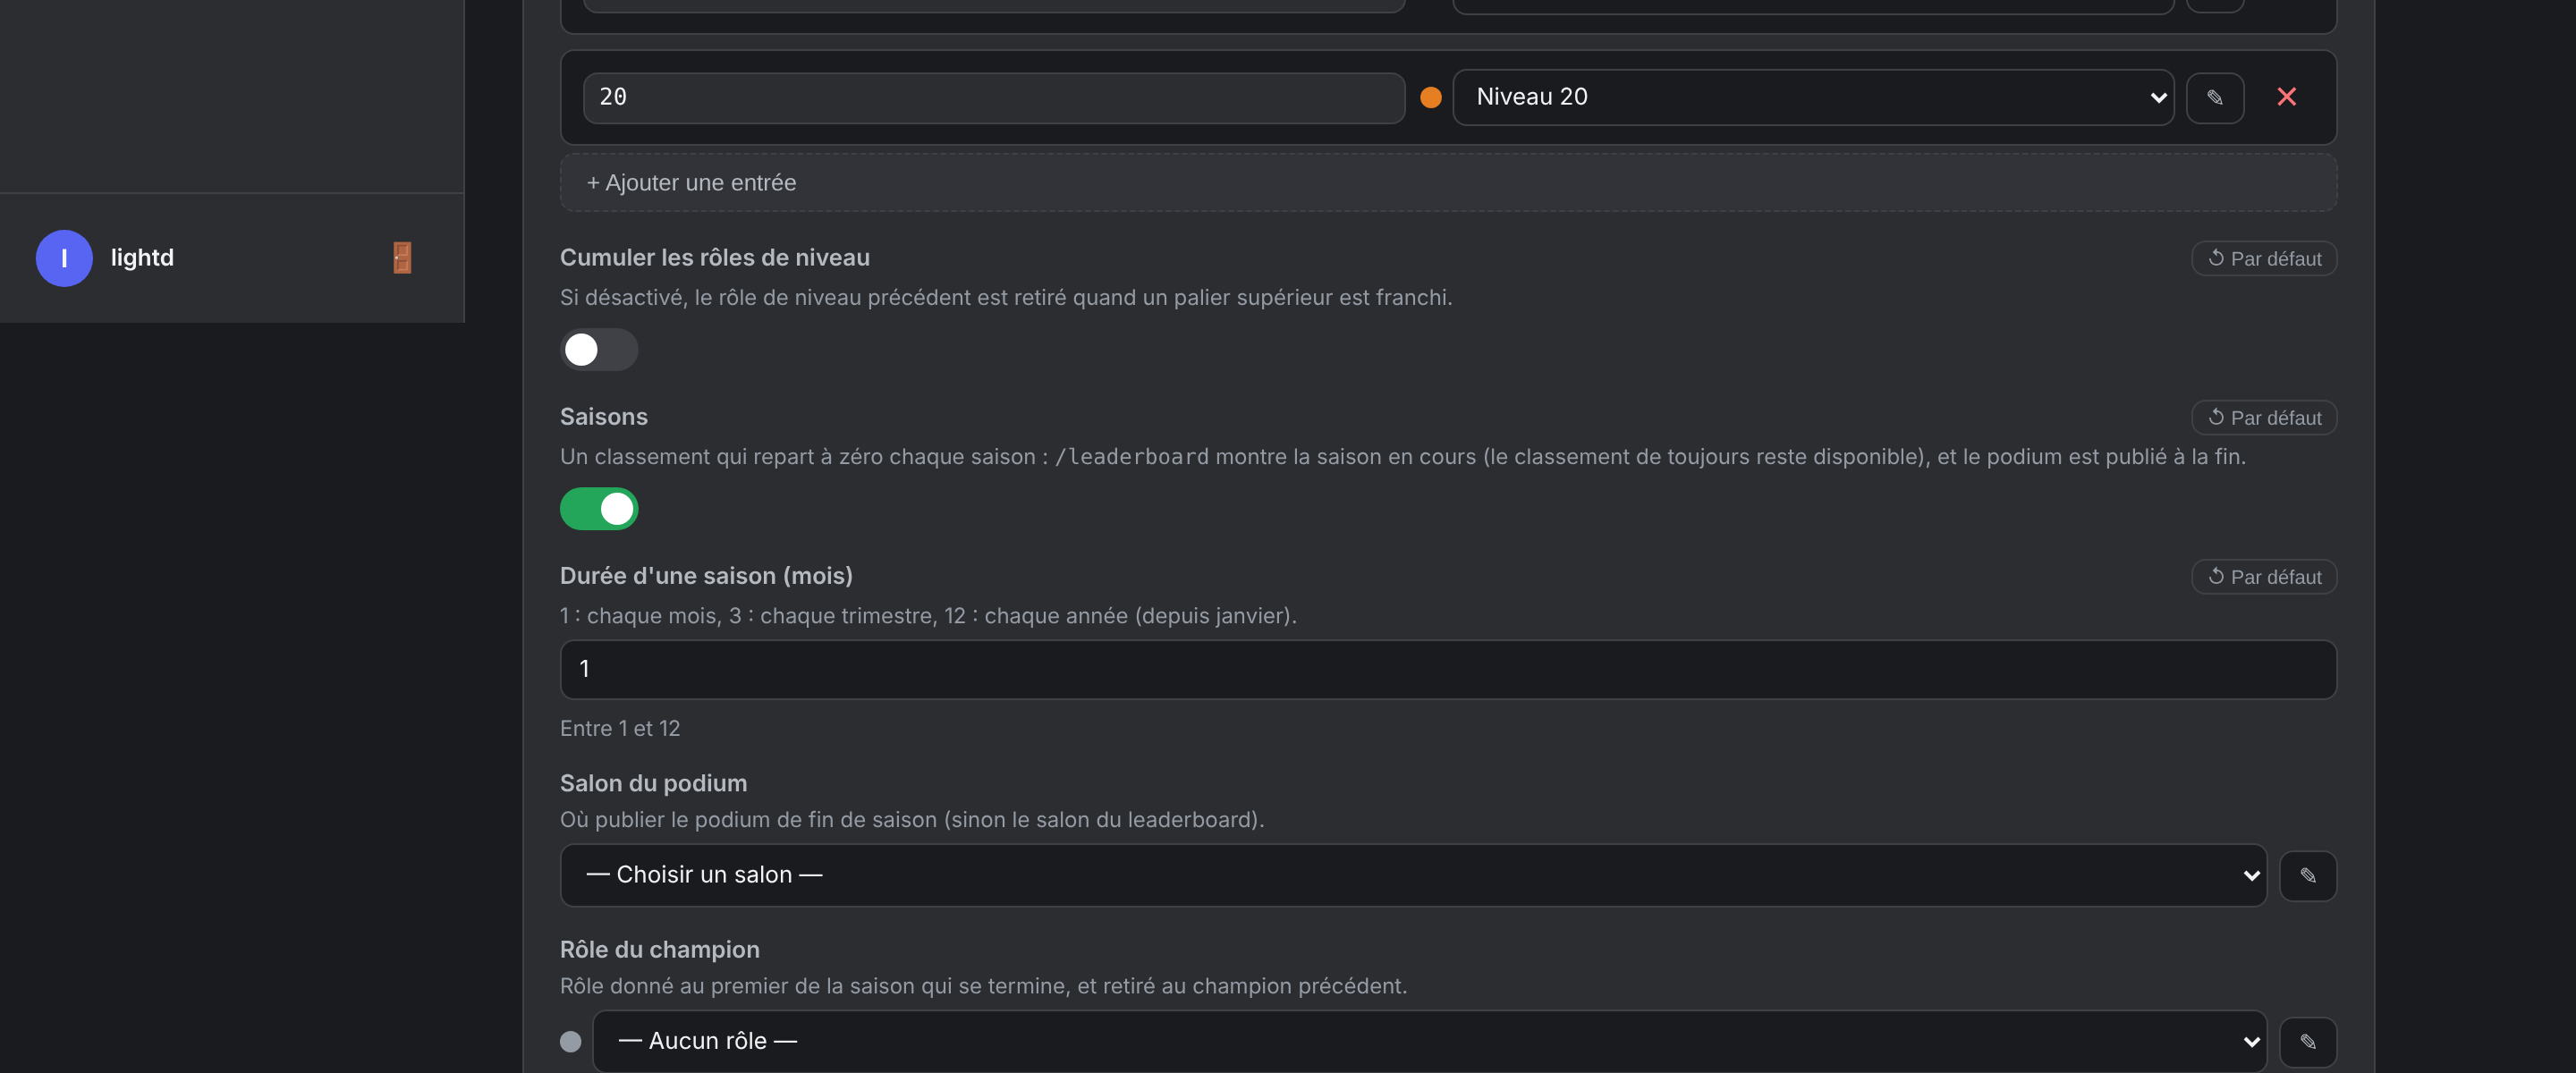 20
Niveau 20
+ Ajouter une entrée
l
lightd
Cumuler les rôles de niveau
Par défaut
Si désactivé, le rôle de niveau précédent est retiré quand un palier supérieur est franchi.
Saisons
Par défaut
Un classement qui repart à zéro chaque saison : /leaderboard montre la saison en cours (le classement de toujours reste disponible), et le podium est publié à la fin.
Durée d'une saison (mois)
Par défaut
1 : chaque mois, 3 : chaque trimestre, 12 : chaque année (depuis janvier).
1
Entre 1 et 12
Salon du podium
Où publier le podium de fin de saison (sinon le salon du leaderboard).
— Choisir un salon —
Rôle du champion
Rôle donné au premier de la saison qui se termine, et retiré au champion précédent.
— Aucun rôle —